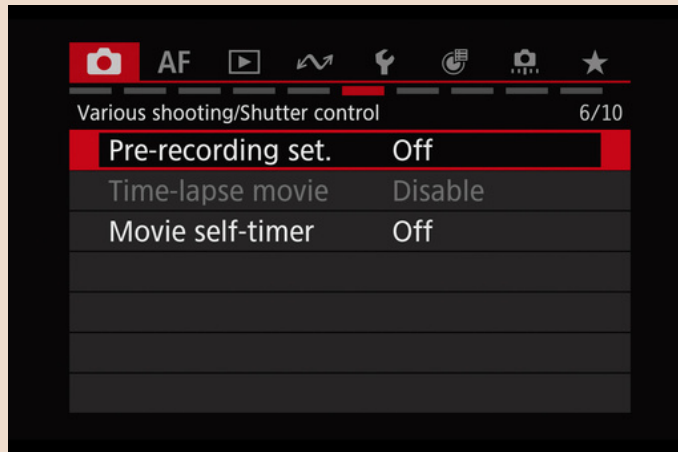 AF
Various shooting/Shutter control 6/10
Pre-recording set. Off
Time-lapse movie Disable
Movie self-timer Off